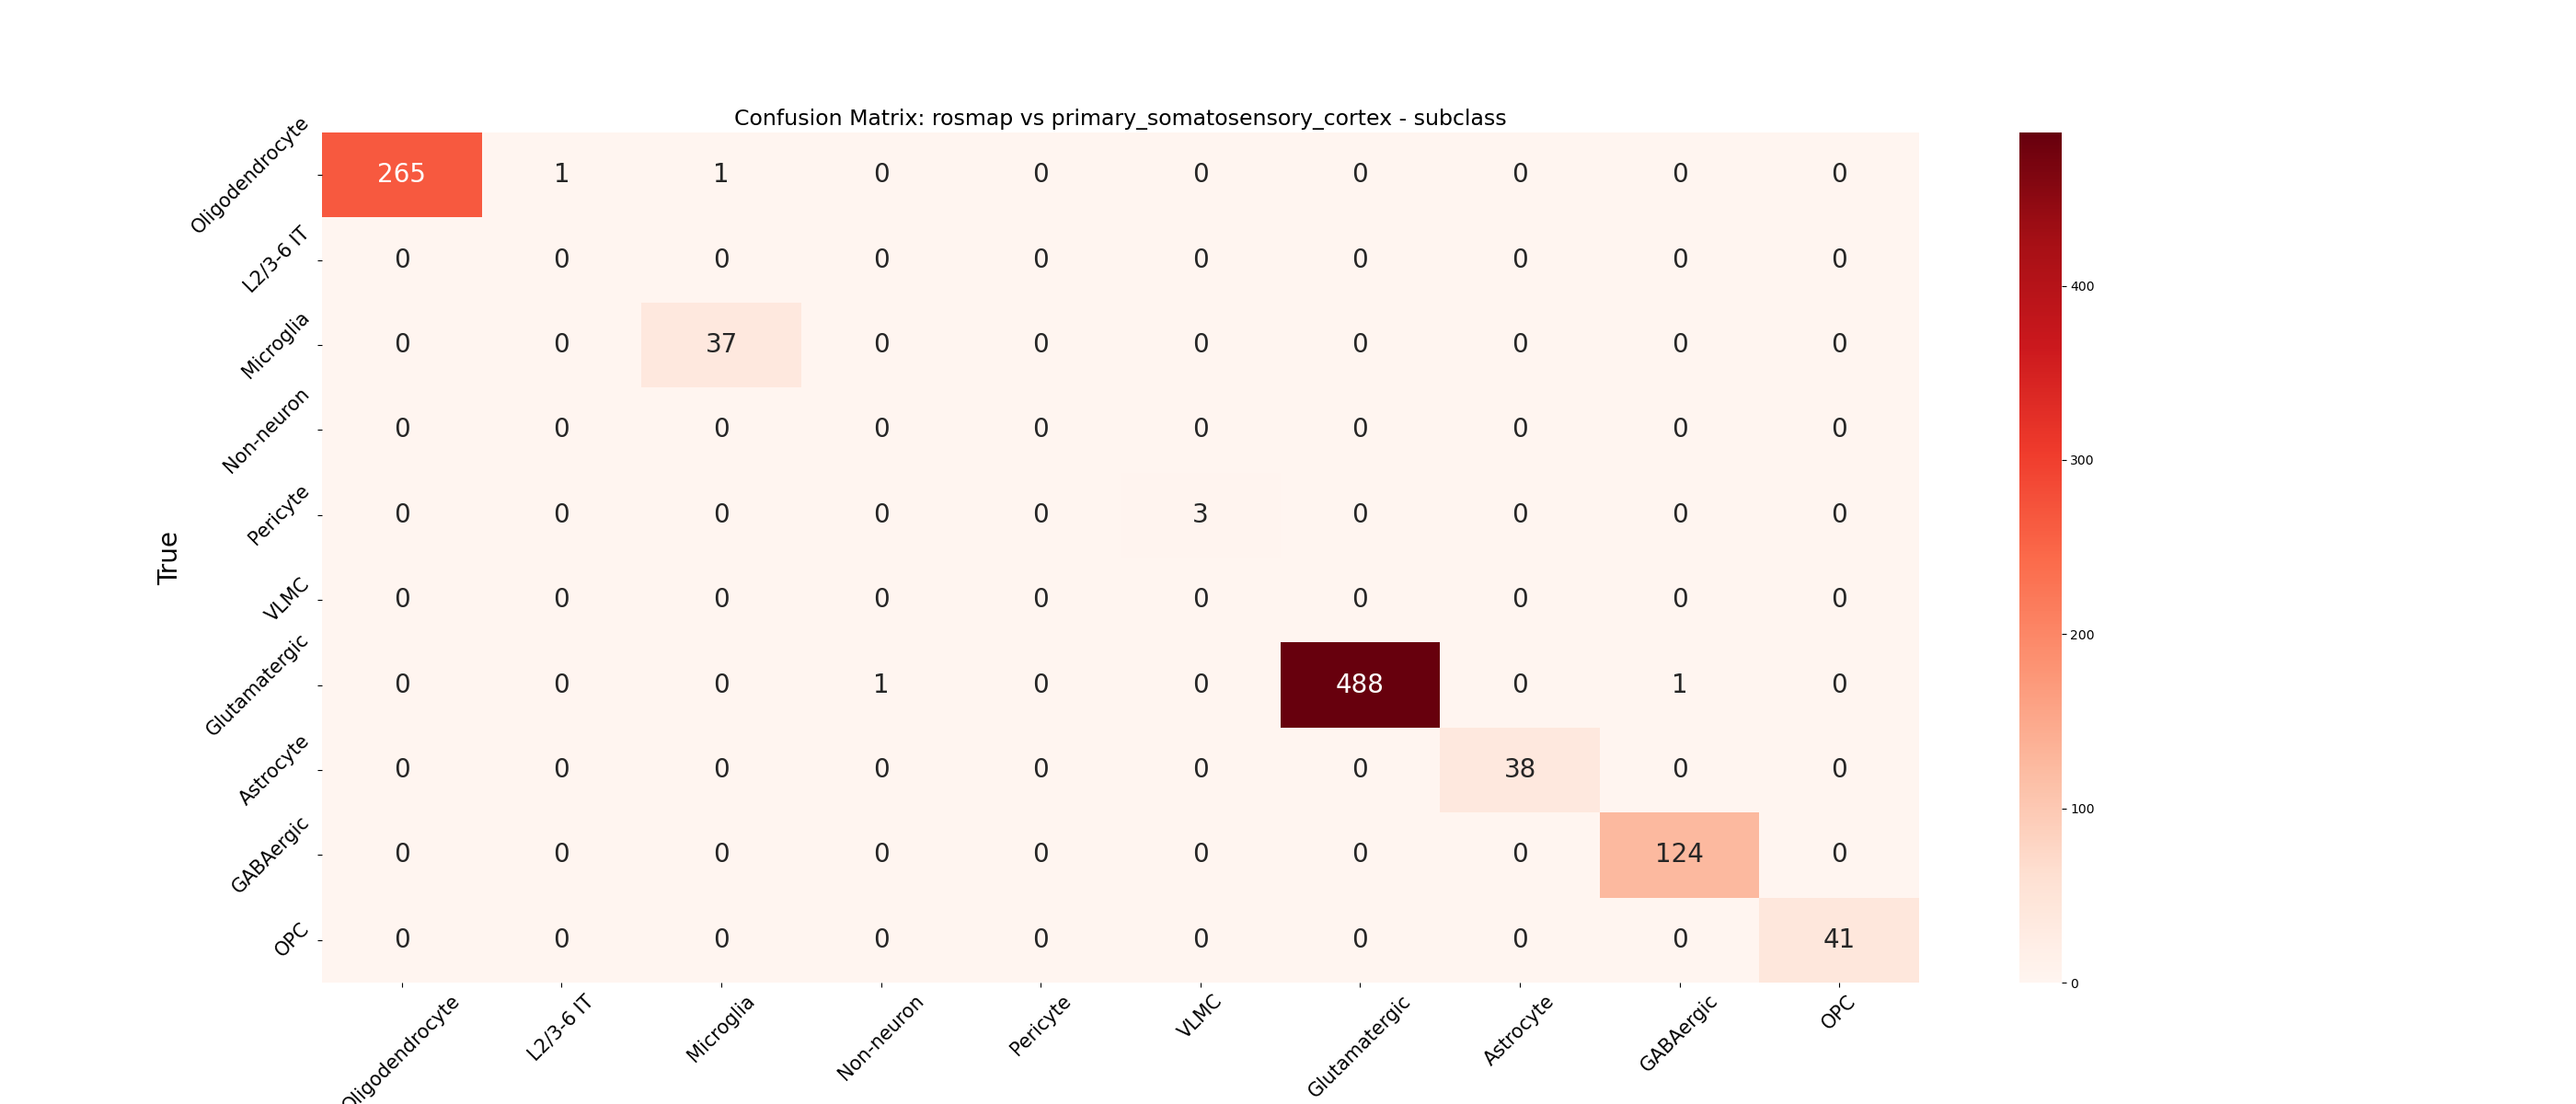 Confusion Matrix: rosmap vs primary_somatosensory_cortex - subclass
True
Oligodendrocyte 265 1 1 0 0 0 0 0 0 0
L2/3-6 IT 0 0 0 0 0 0 0 0 0 0
Microglia 0 0 37 0 0 0 0 0 0 0
Non-neuron 0 0 0 0 0 0 0 0 0 0
Pericyte 0 0 0 0 0 3 0 0 0 0
VLMC 0 0 0 0 0 0 0 0 0 0
Glutamatergic 0 0 0 1 0 0 488 0 1 0
Astrocyte 0 0 0 0 0 0 0 38 0 0
GABAergic 0 0 0 0 0 0 0 0 124 0
OPC 0 0 0 0 0 0 0 0 0 41
Oligodendrocyte L2/3-6 IT Microglia Non-neuron Pericyte VLMC Glutamatergic Astrocyte GABAergic OPC
400
300
200
100
0